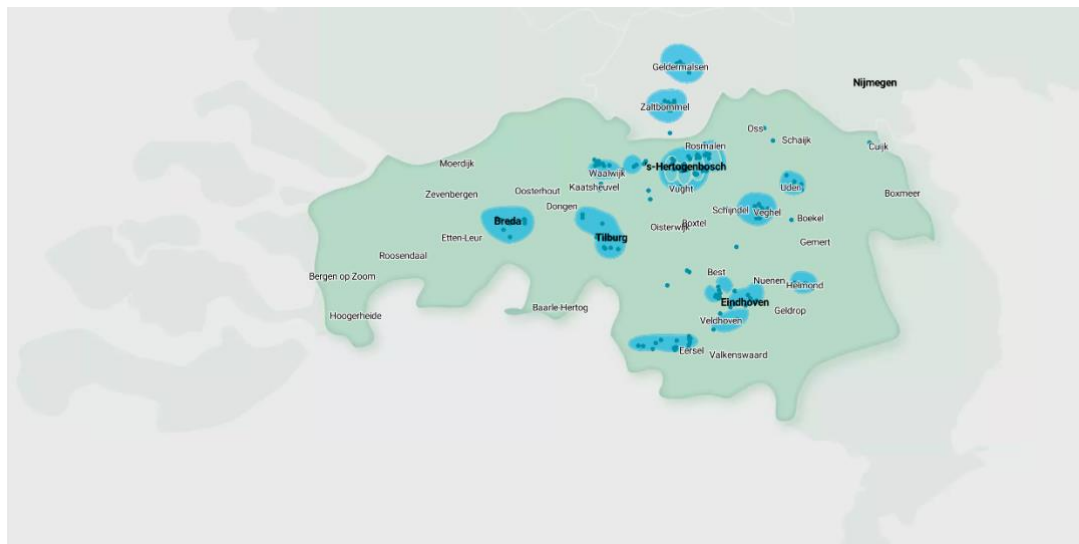 Geldermalsen
Nijmegen
Zaltbommel
Oss
Schaijk
Cuijk
Rosmalen
Moerdijk
's-Hertogenbosch
Waalwijk
Kaatsheuvel
Vught
Uden
Boxmeer
Zevenbergen
Oosterhout
Dongen
Schijndel
Veghel
Boekel
Breda
Oisterwijk
Boxtel
Etten-Leur
Tilburg
Gemert
Roosendaal
Bergen op Zoom
Best
Nuenen
Helmond
Eindhoven
Baarle-Hertog
Geldrop
Hoogerheide
Veldhoven
Eersel
Valkenswaard